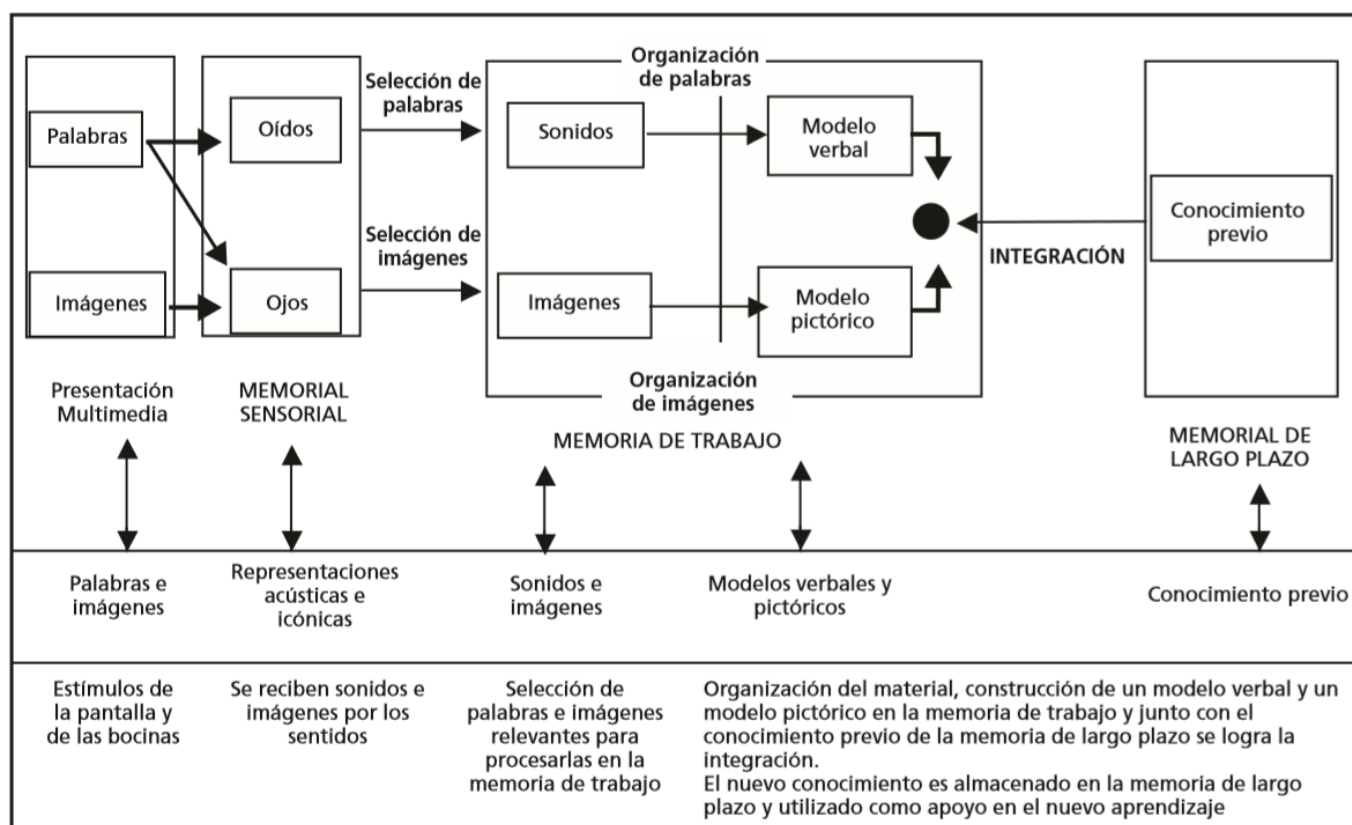 Organización
de palabras
Selección de
palabras
Palabras
Oídos
Sonidos
Modelo
verbal
Selección de
imágenes
Conocimiento
previo
INTEGRACIÓN
Imágenes
Ojos
Imágenes
Modelo
pictórico
Organización
de imágenes
Presentación
Multimedia
MEMORIAL
SENSORIAL
MEMORIA DE TRABAJO
MEMORIAL DE
LARGO PLAZO
Palabras e
imágenes
Representaciones
acústicas e
icónicas
Sonidos e
imágenes
Modelos verbales y
pictóricos
Conocimiento previo
Estímulos de
la pantalla y
de las bocinas
Se reciben sonidos e
imágenes por los
sentidos
Selección de
palabras e imágenes
relevantes para
procesarlas en la
memoria de trabajo
Organización del material, construcción de un modelo verbal y un
modelo pictórico en la memoria de trabajo y junto con el
conocimiento previo de la memoria de largo plazo se logra la
integración.
El nuevo conocimiento es almacenado en la memoria de largo
plazo y utilizado como apoyo en el nuevo aprendizaje